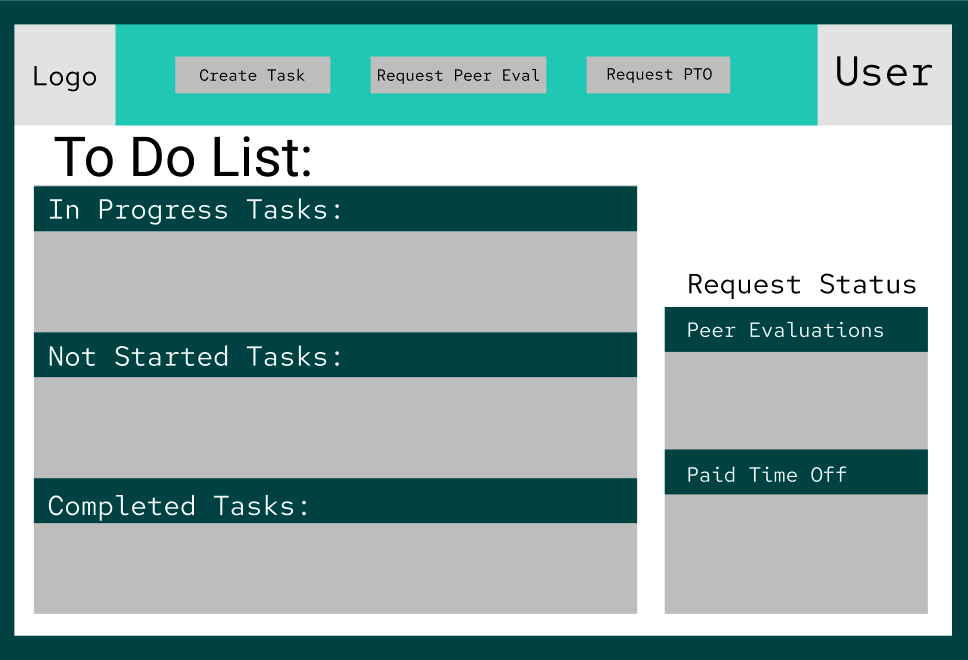 Logo
Create Task
Request Peer Eval
Request PTO
User
To Do List:
In Progress Tasks:
Not Started Tasks:
Completed Tasks:
Request Status
Peer Evaluations
Paid Time Off